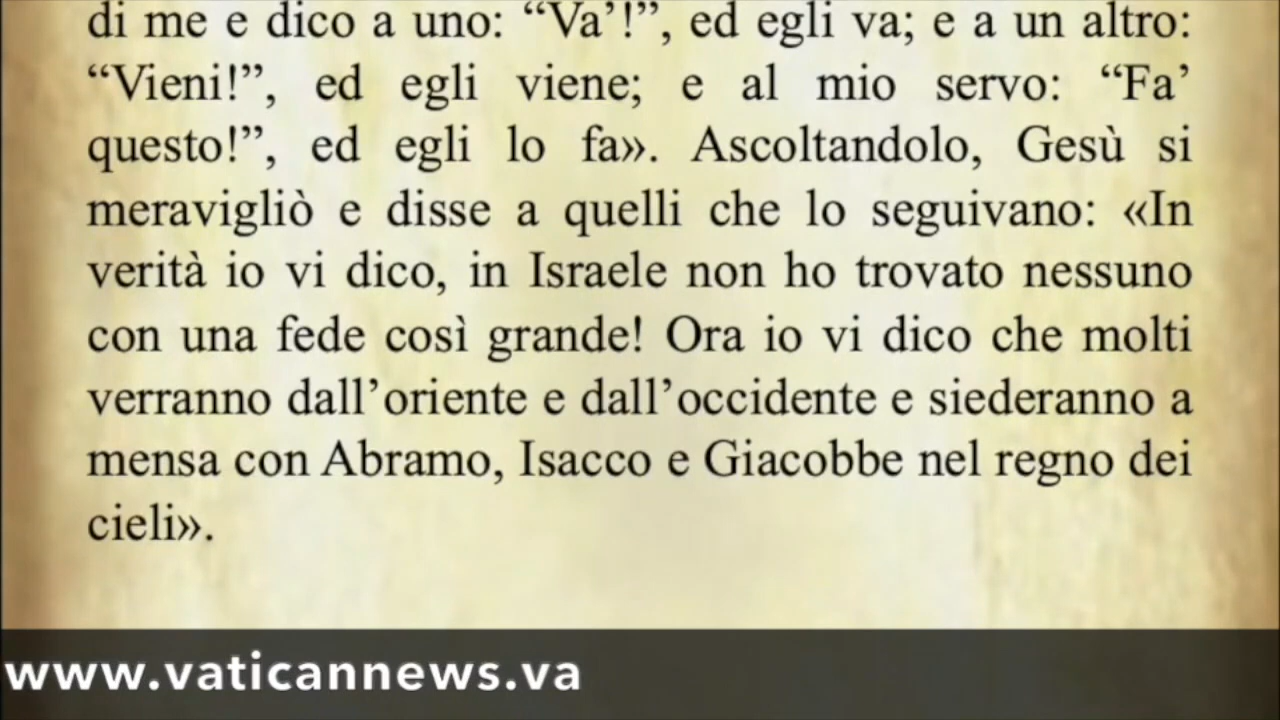 di me e dico a uno: “Va’!”, ed egli va; e a un altro:
“Vieni!”, ed egli viene; e al mio servo: “Fa’
questo!”, ed egli lo fa». Ascoltandolo, Gesù si
meravigliò e disse a quelli che lo seguivano: «In
verità io vi dico, in Israele non ho trovato nessuno
con una fede così grande! Ora io vi dico che molti
verranno dall’oriente e dall’occidente e siederanno a
mensa con Abramo, Isacco e Giacobbe nel regno dei
cieli».
www.vaticannews.va